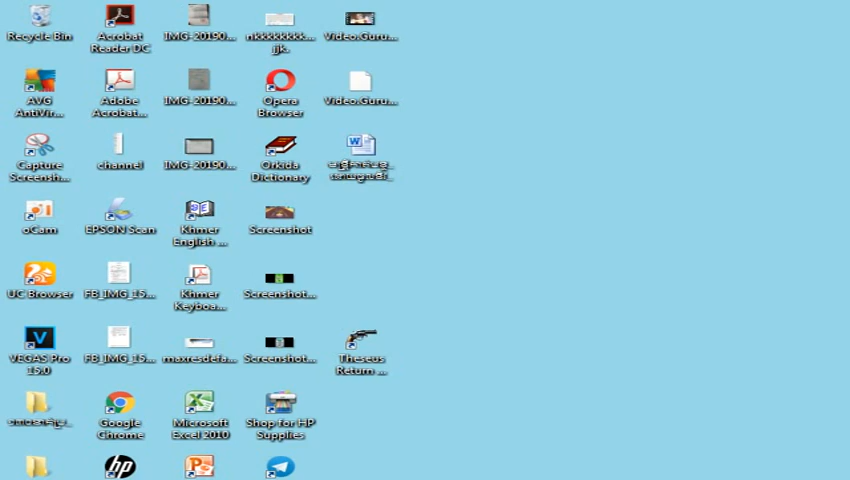 Recycle Bin
Acrobat
Reader DC
IMG-20190...
nkkkkkkkk...
jjk.
Video.Guru...
AVG
AntiVir...
Adobe
Acrobat...
IMG-20190...
Opera
Browser
Video.Guru...
Capture
Screensh...
channel
IMG-20190...
Orkida
Dictionary
oCam
EPSON Scan
Khmer
English ...
Screenshot
UC Browser
FB_IMG_15...
Khmer
Keyboa...
Screenshot...
VEGAS Pro
15.0
FB_IMG_15...
maxresdefa...
Screenshot...
Theseus
Return ...
Google
Chrome
Microsoft
Excel 2010
Shop for HP
Supplies